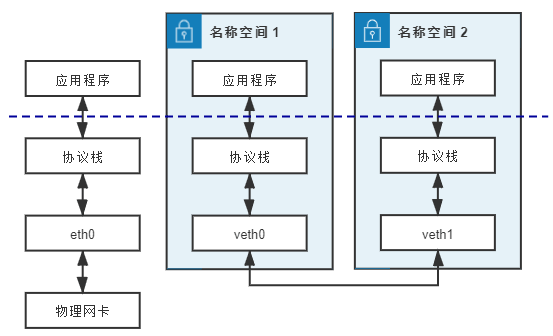 名称空间 1
名称空间 2
应用程序
应用程序
应用程序
协议栈
协议栈
协议栈
eth0
veth0
veth1
物理网卡